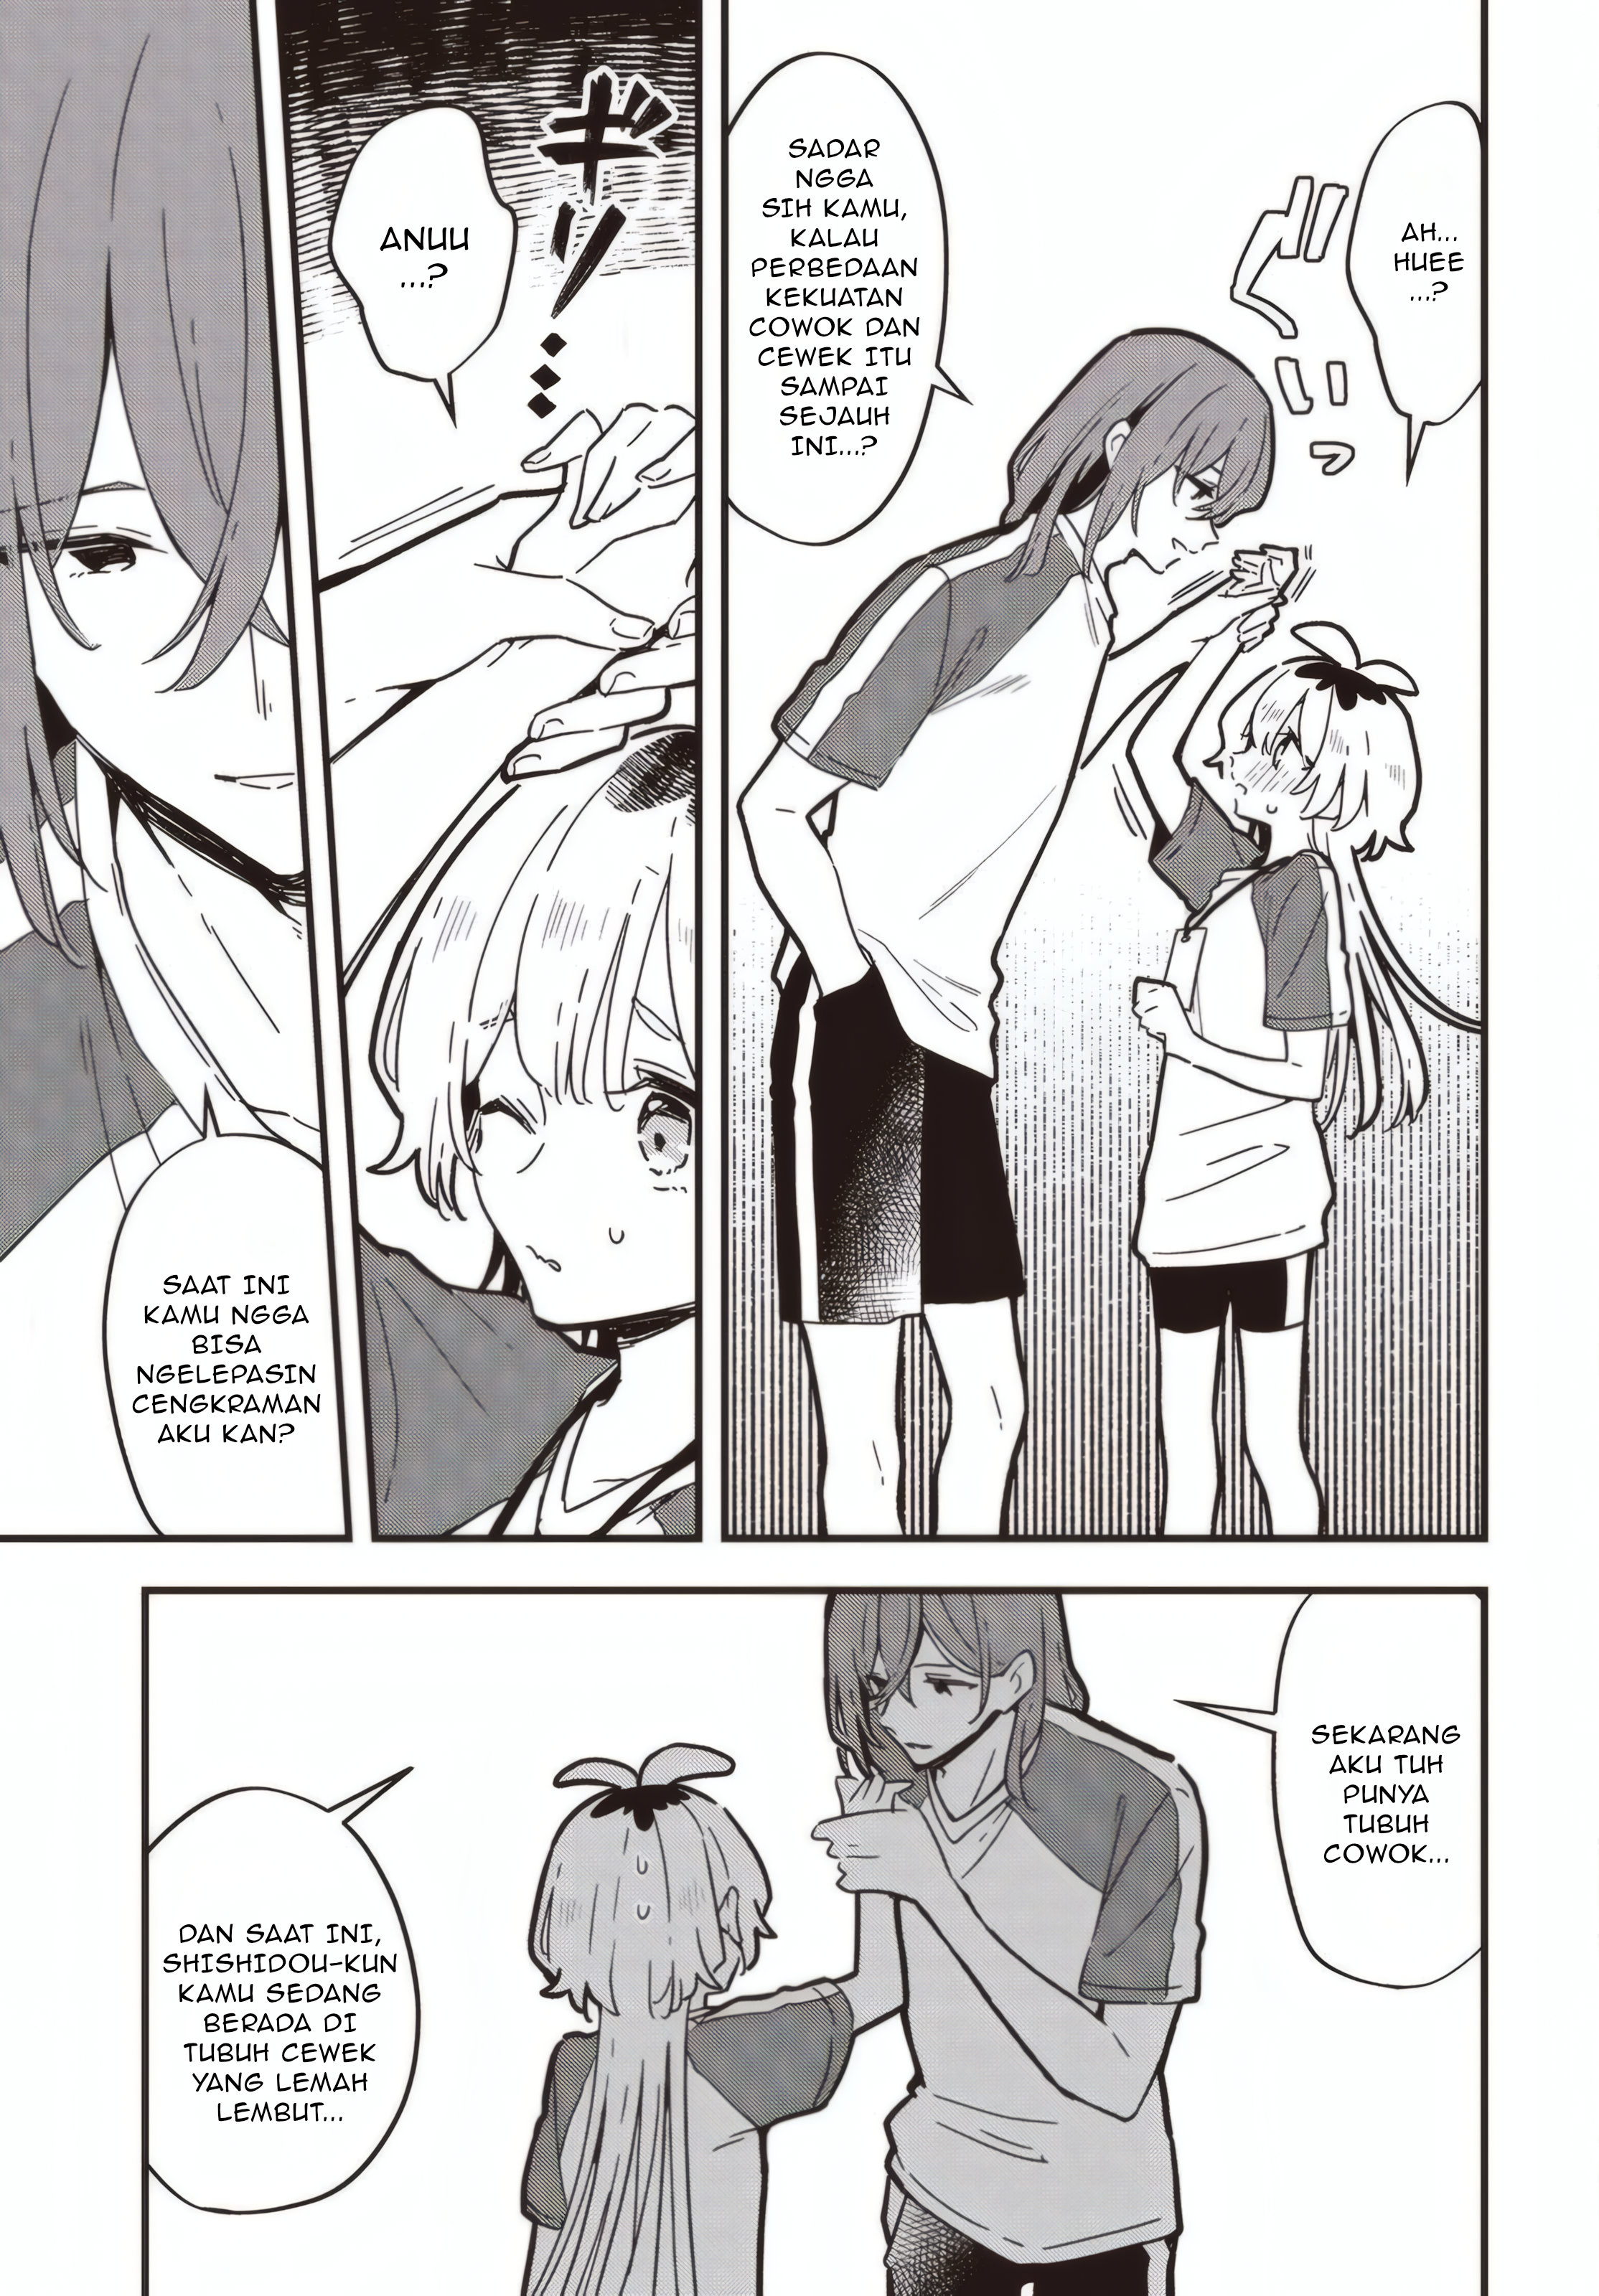 AH...
HUEE
...?
SADAR
NGGA
SIH KAMU,
KALAU
PERBEDAAN
KEKUATAN
COWOK DAN
CEWEK ITU
SAMPAI
SEJAUH
INI...?
ギッ
ANUU
...?
SAAT INI
KAMU NGGA
BISA
NGELEPASIN
CENGKRAMAN
AKU KAN?
SEKARANG
AKU TUH
PUNYA
TUBUH
COWOK...
DAN SAAT INI,
SHISHIDOU-KUN
KAMU SEDANG
BERADA DI
TUBUH CEWEK
YANG LEMAH
LEMBUT...